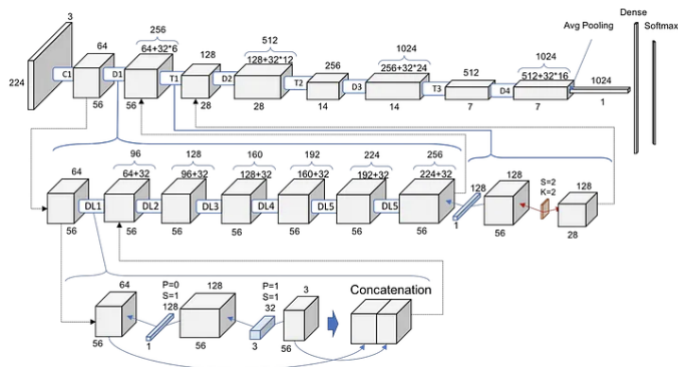 3
224
C1
64
56
D1
256
64+32*6
56
T1
128
28
D2
512
128+32*12
28
T2
256
14
D3
1024
256+32*24
14
T3
512
7
D4
1024
512+32*16
7
Avg Pooling
1024
1
Dense
Softmax
64
56
DL1
96
64+32
56
DL2
128
96+32
56
DL3
160
128+32
56
DL4
192
160+32
56
DL5
224
192+32
56
DL5
256
224+32
56
128
1
128
56
S=2
K=2
128
28
64
56
P=0
S=1
128
1
128
56
P=1
S=1
32
3
3
56
Concatenation